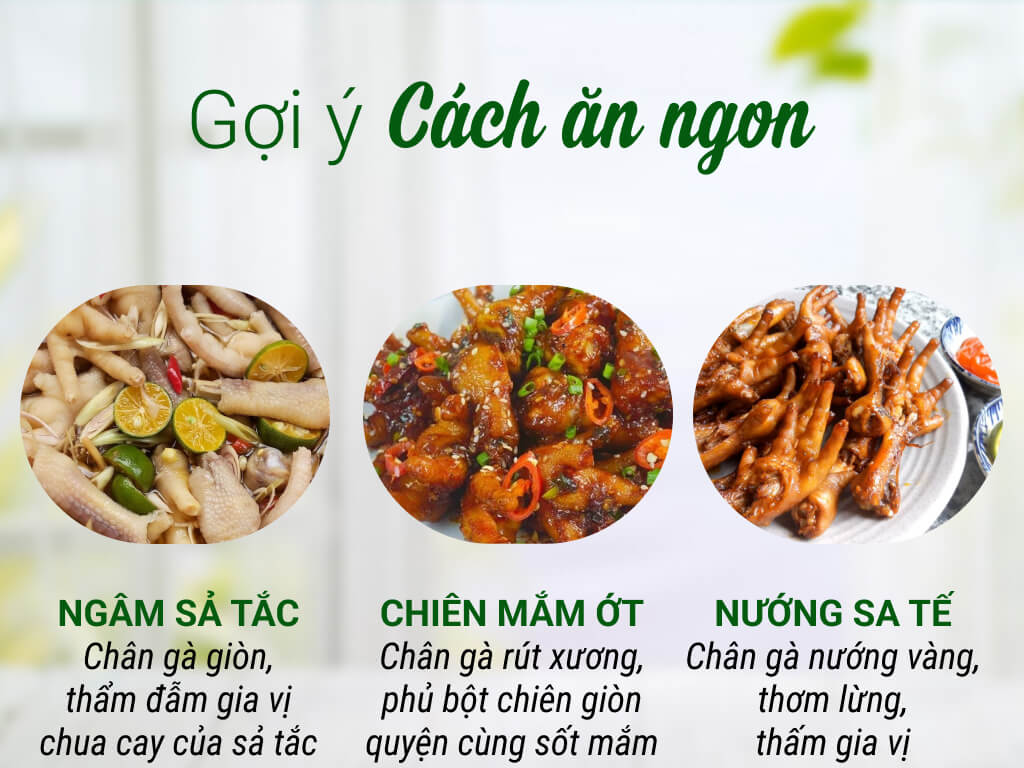 Gợi ý Cách ăn ngon
NGÂM SẢ TẮC
Chân gà giòn,
thẩm đẫm gia vị
chua cay của sả tắc
CHIÊN MẮM ỚT
Chân gà rút xương,
phủ bột chiên giòn
quyện cùng sốt mắm
NƯỚNG SA TẾ
Chân gà nướng vàng,
thơm lừng,
thấm gia vị